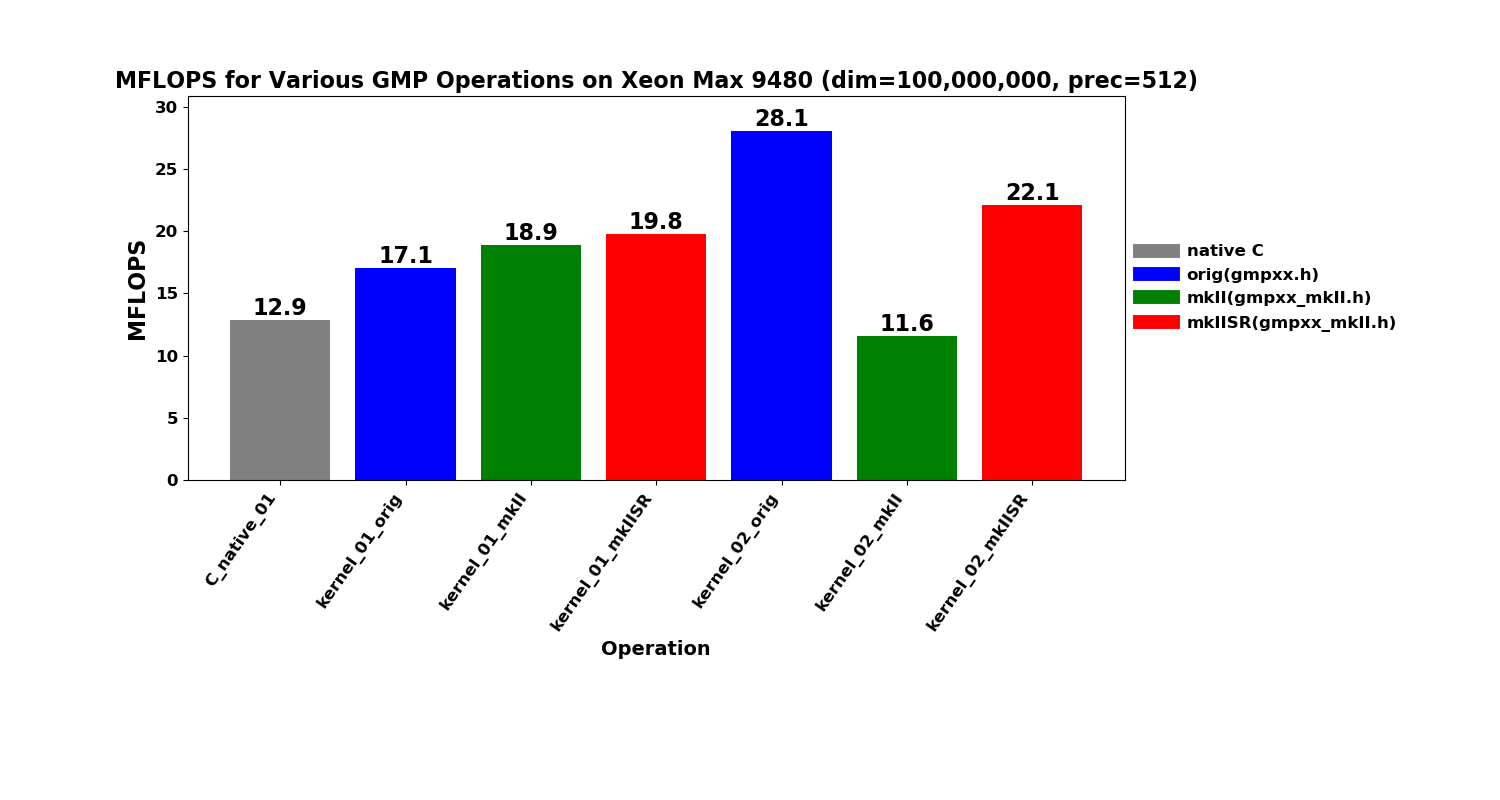 MFLOPS for Various GMP Operations on Xeon Max 9480 (dim=100,000,000, prec=512)
MFLOPS
30
25
20
15
10
5
0
12.9
17.1
18.9
19.8
28.1
11.6
22.1
C_native_01
kernel_01_orig
kernel_01_mkII
kernel_01_mkIISR
kernel_02_orig
kernel_02_mkII
kernel_02_mkIISR
Operation
native C
orig(gmpxx.h)
mkII(gmpxx_mkII.h)
mkIISR(gmpxx_mkII.h)